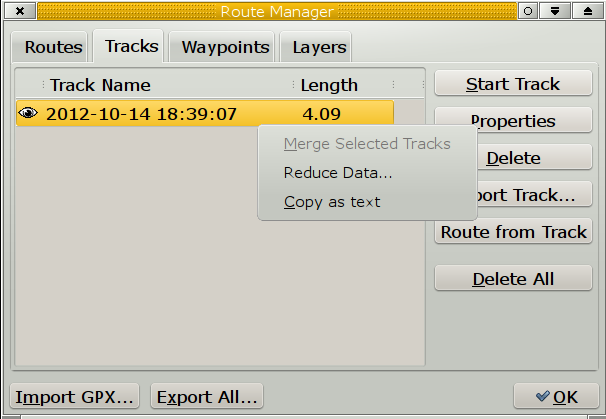 Route Manager
Routes Tracks Waypoints Layers
Track Name Length
2012-10-14 18:39:07 4.09
Merge Selected Tracks
Reduce Data...
Copy as text
Start Track
Properties
Delete
port Track...
Route from Track
Delete All
Import GPX... Export All... OK